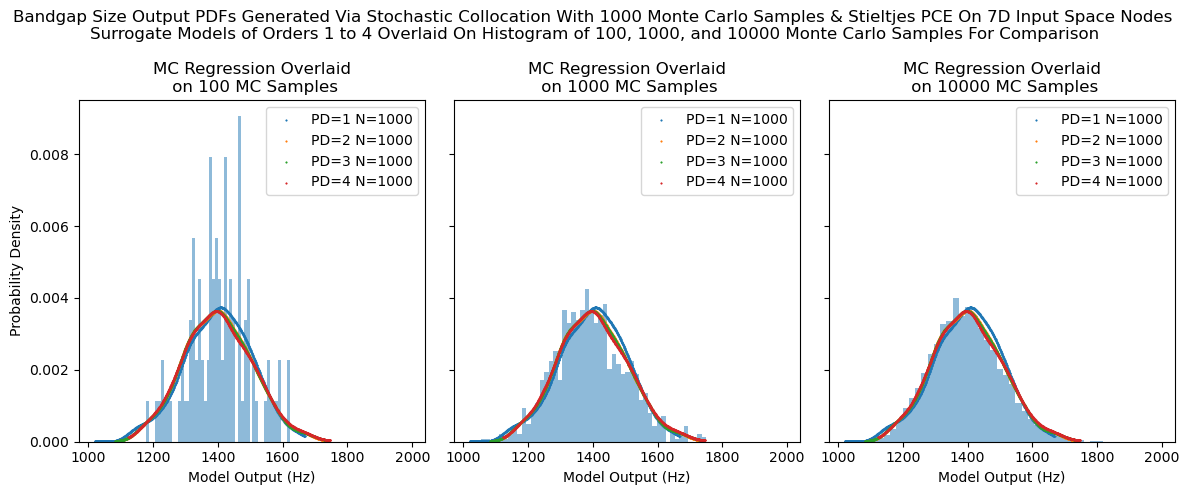 Bandgap Size Output PDFs Generated Via Stochastic Collocation With 1000 Monte Carlo Samples & Stieltjes PCE On 7D Input Space Nodes
Surrogate Models of Orders 1 to 4 Overlaid On Histogram of 100, 1000, and 10000 Monte Carlo Samples For Comparison
MC Regression Overlaid
on 100 MC Samples
PD=1 N=1000
PD=2 N=1000
PD=3 N=1000
PD=4 N=1000
Probability Density
0.008
0.006
0.004
0.002
0.000
1000 1200 1400 1600 1800 2000
Model Output (Hz)
MC Regression Overlaid
on 1000 MC Samples
PD=1 N=1000
PD=2 N=1000
PD=3 N=1000
PD=4 N=1000
1000 1200 1400 1600 1800 2000
Model Output (Hz)
MC Regression Overlaid
on 10000 MC Samples
PD=1 N=1000
PD=2 N=1000
PD=3 N=1000
PD=4 N=1000
1000 1200 1400 1600 1800 2000
Model Output (Hz)